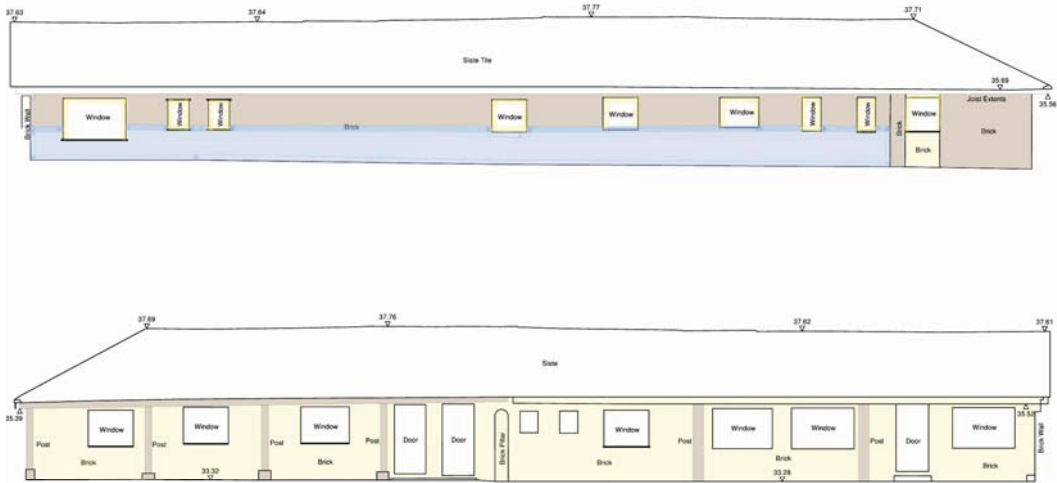 37.63
37.64
37.77
37.71
Slate Tile
35.69
35.56
Joist Extents
Brick Wall
Window
Window
Window
Brick
Window
Window
Window
Window
Window
Brick
Window
Brick
Brick
37.69
37.76
37.62
37.61
Slate
35.39
35.52
Post
Window
Post
Window
Post
Window
Post
Door
Door
Brick Pillar
Window
Post
Window
Window
Post
Door
Window
Brick Wall
Brick
33.32
Brick
Brick
Brick
33.28
Brick